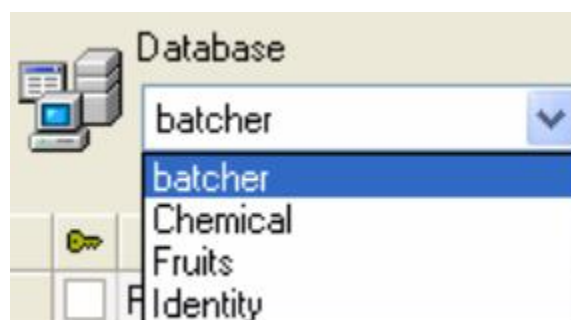 Database
batcher
batcher
Chemical
Fruits
Identity